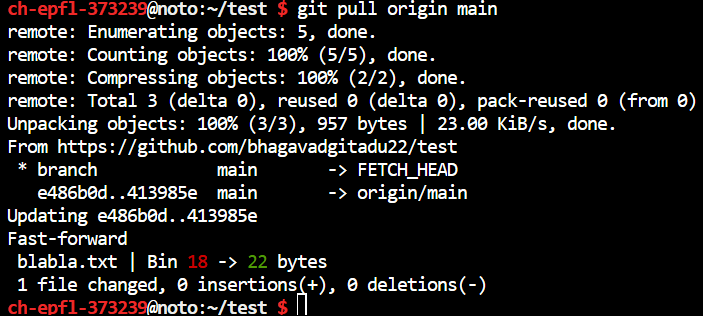 ch-epfl-373239@noto:~/test $ git pull origin main
remote: Enumerating objects: 5, done.
remote: Counting objects: 100% (5/5), done.
remote: Compressing objects: 100% (2/2), done.
remote: Total 3 (delta 0), reused 0 (delta 0), pack-reused 0 (from 0)
Unpacking objects: 100% (3/3), 957 bytes | 23.00 KiB/s, done.
From https://github.com/bhagavadgitadu22/test
 * branch            main       -> FETCH_HEAD
   e486b0d..413985e  main       -> origin/main
Updating e486b0d..413985e
Fast-forward
 blabla.txt | Bin 18 -> 22 bytes
 1 file changed, 0 insertions(+), 0 deletions(-)
ch-epfl-373239@noto:~/test $